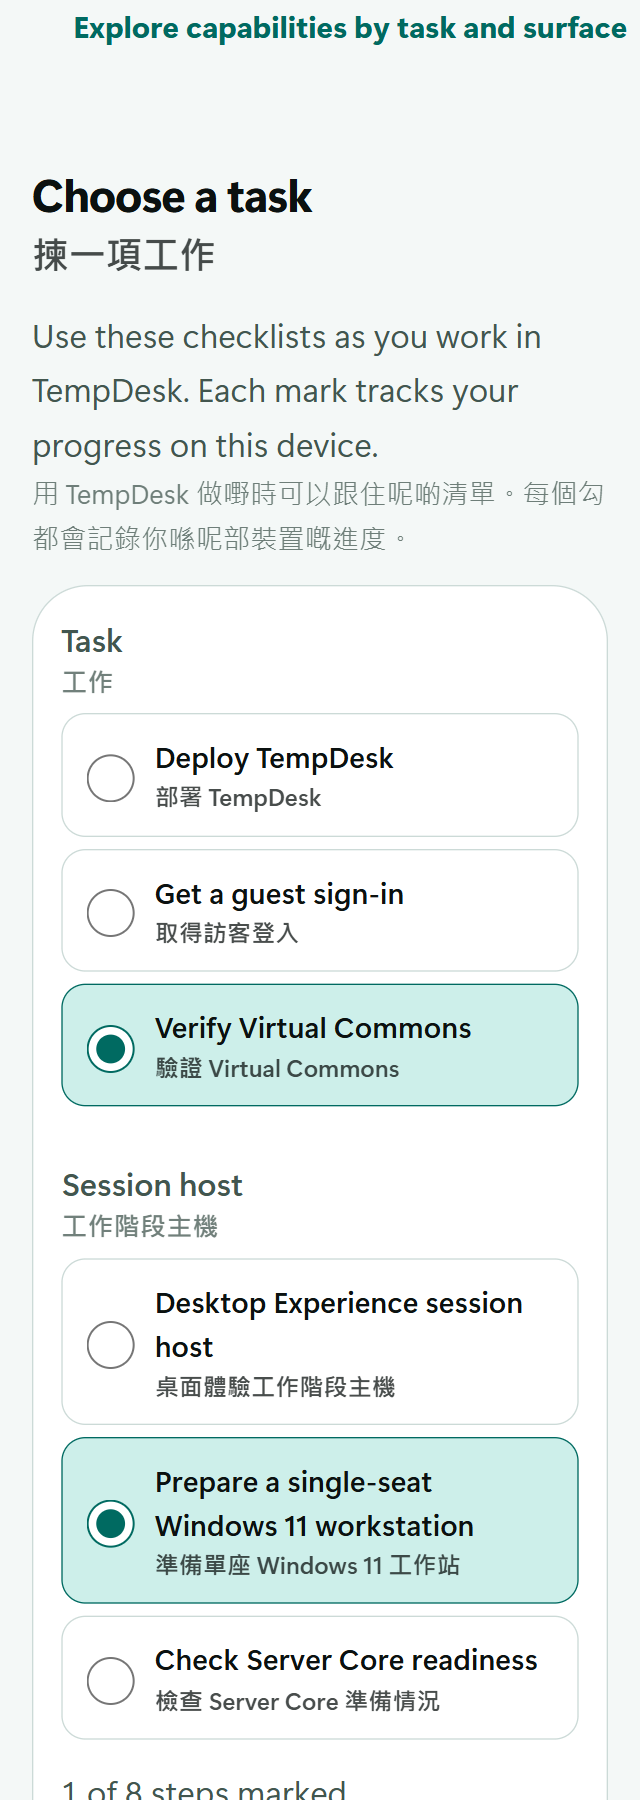 Explore capabilities by task and surface
Choose a task
揀一項工作
Use these checklists as you work in
TempDesk. Each mark tracks your
progress on this device.
用 TempDesk 做嘢時可以跟住呢啲清單。每個勾
都會記錄你喺呢部裝置嘅進度。
Task
工作
Deploy TempDesk
部署 TempDesk
Get a guest sign-in
取得訪客登入
Verify Virtual Commons
驗證 Virtual Commons
Session host
工作階段主機
Desktop Experience session
host
桌面體驗工作階段主機
Prepare a single-seat
Windows 11 workstation
準備單座 Windows 11 工作站
Check Server Core readiness
檢查 Server Core 準備情況
1 of 8 steps marked